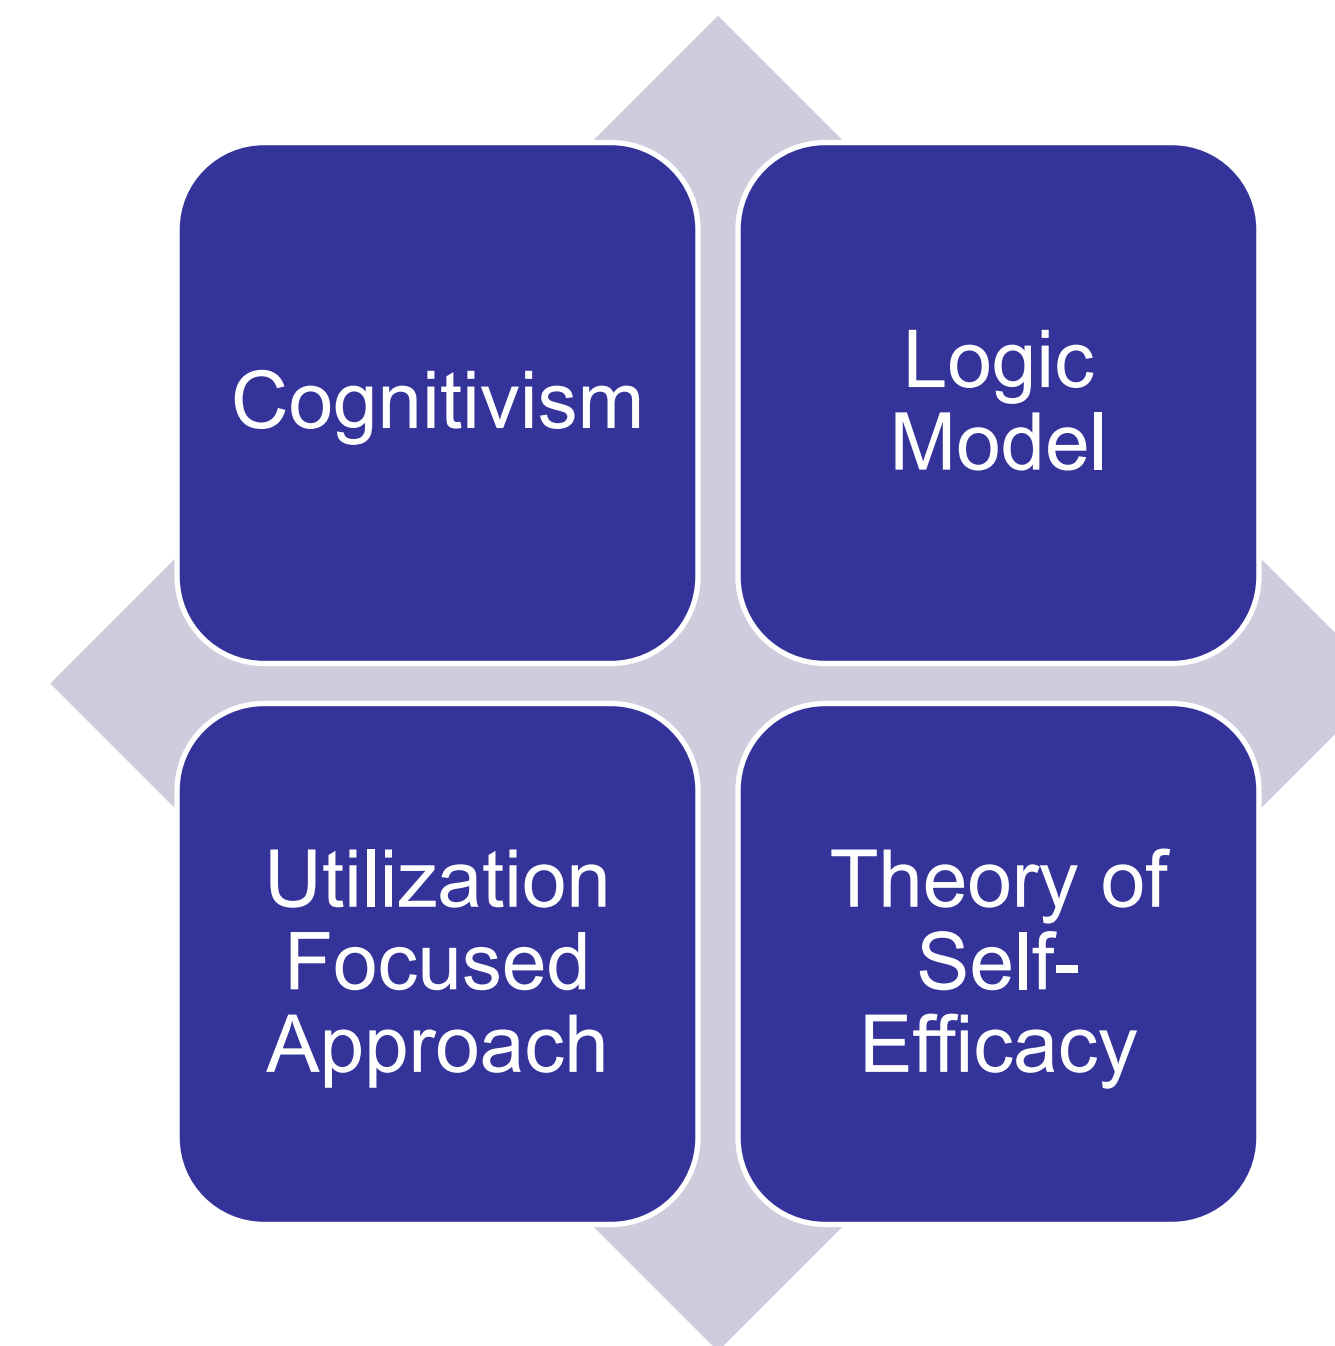 Cognitivism
Logic
Model
Utilization
Focused
Approach
Theory of
Self-
Efficacy